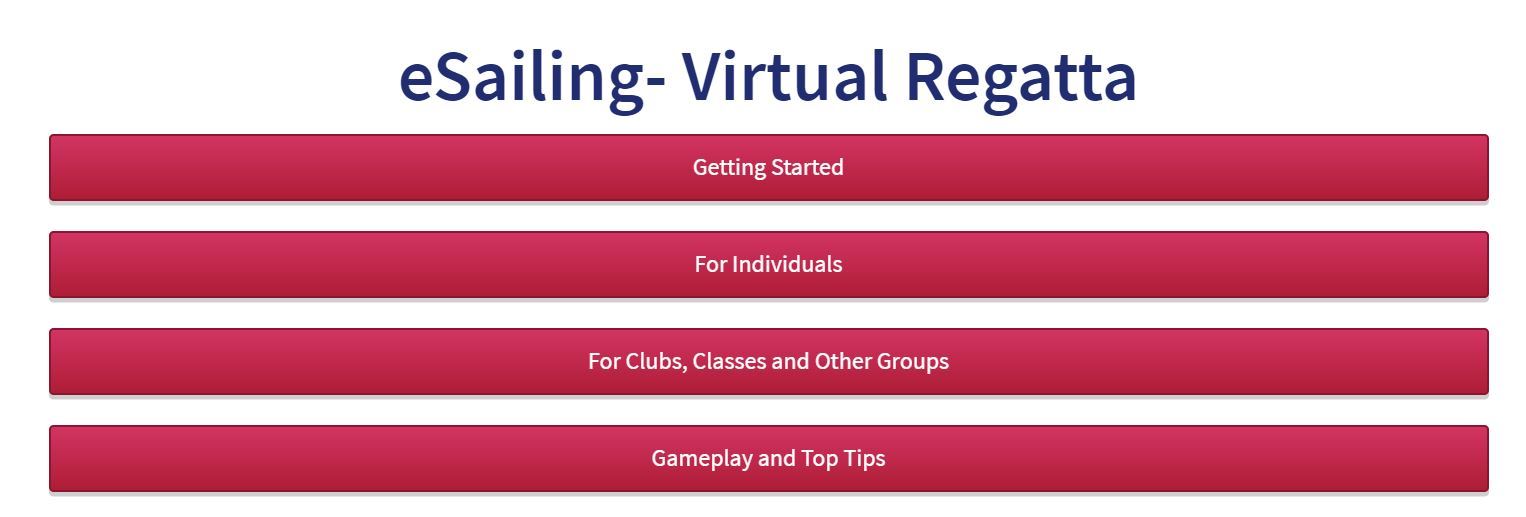 eSailing- Virtual Regatta
Getting Started
For Individuals
For Clubs, Classes and Other Groups
Gameplay and Top Tips